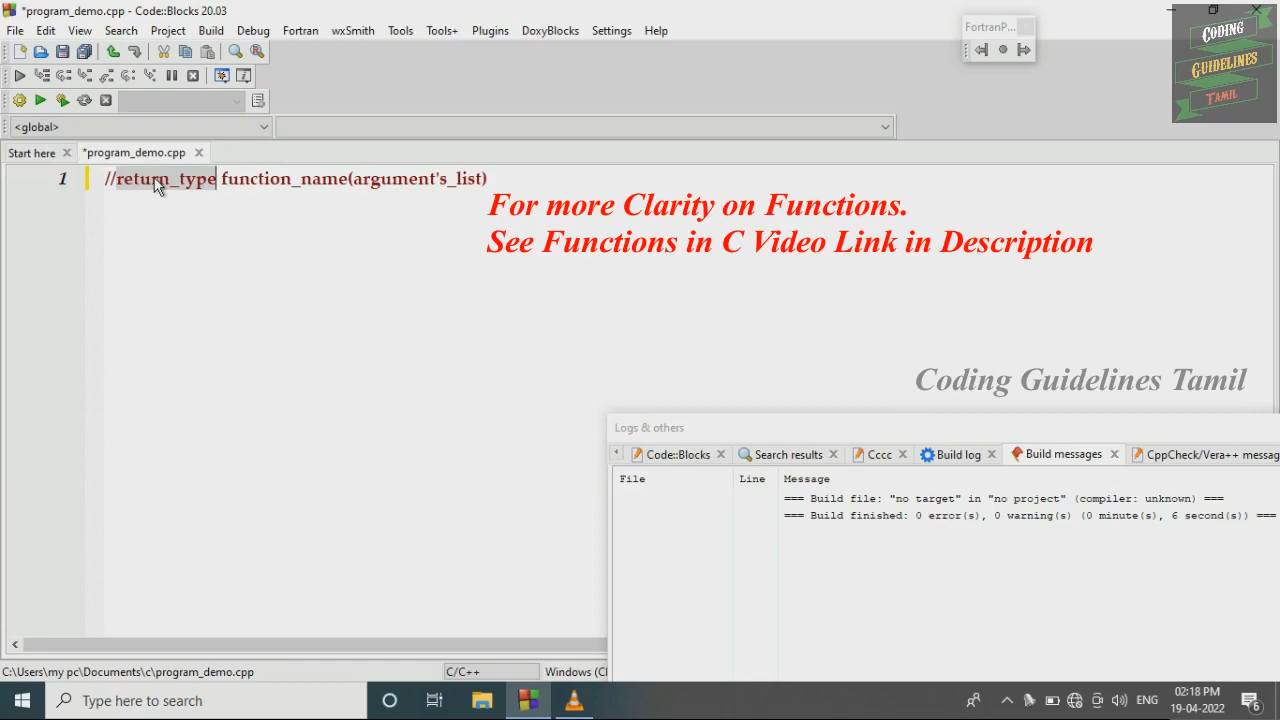 *program_demo.cpp - Code::Blocks 20.03
File Edit View Search Project Build Debug Fortran wxSmith Tools Tools+ Plugins DoxyBlocks Settings Help
FortranP...
CODING
GUIDELINES
TAMIL
<global>
Start here *program_demo.cpp
1 //return_type function_name(argument's_list)
For more Clarity on Functions.
See Functions in C Video Link in Description
Coding Guidelines Tamil
Logs & others
Code::Blocks Search results Cccc Build log Build messages CppCheck/Vera++ messag
File Line Message
=== Build file: "no target" in "no project" (compiler: unknown) ===
=== Build finished: 0 error(s), 0 warning(s) (0 minute(s), 6 second(s)) ===
C:\Users\my pc\Documents\c\program_demo.cpp C/C++ Windows (CI
Type here to search
ENG
02:18 PM
19-04-2022
6